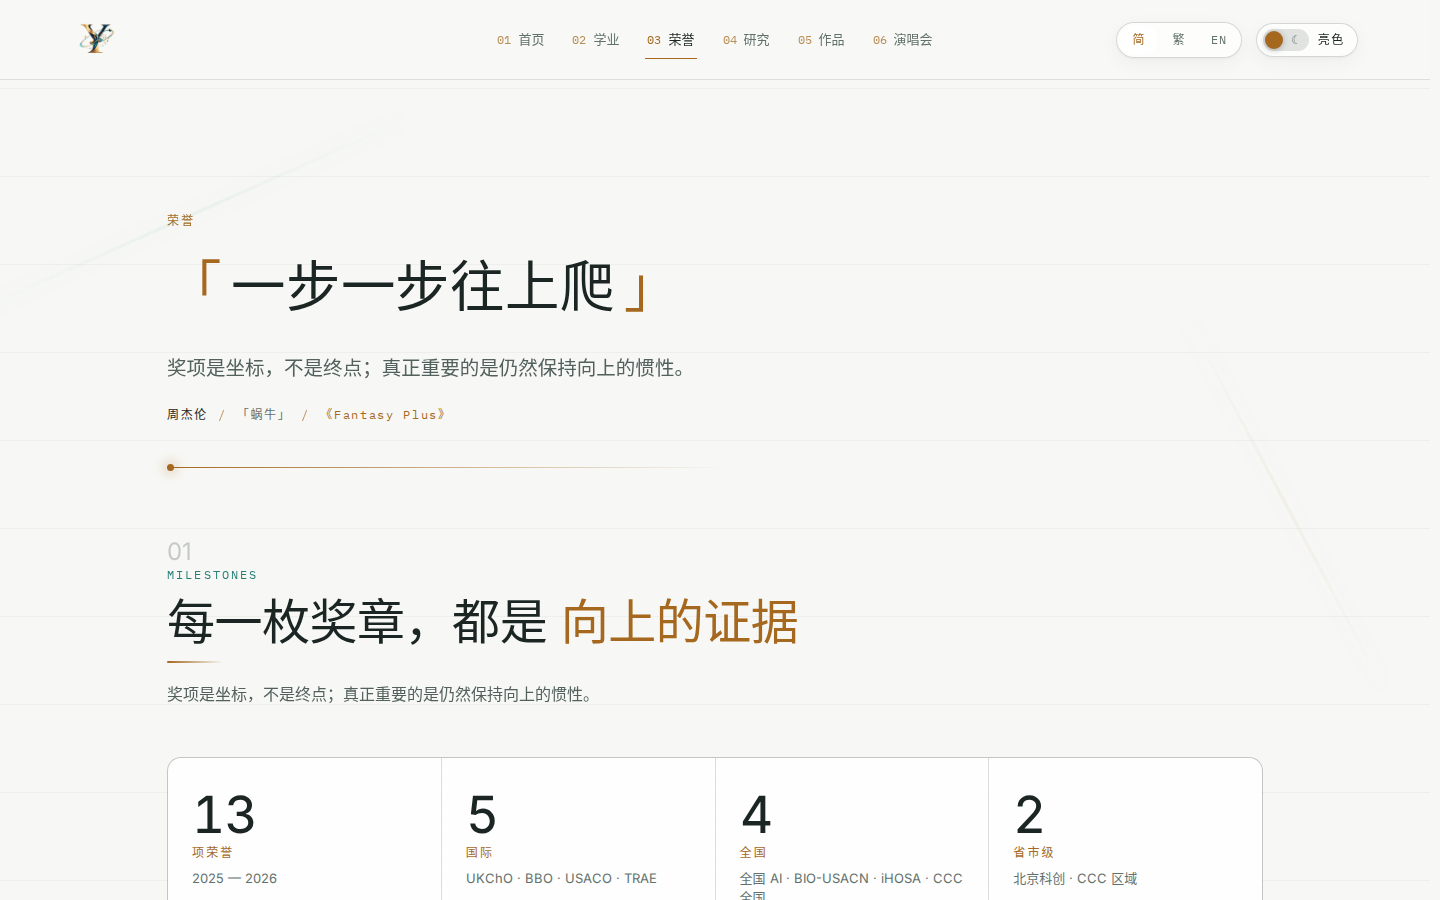 Y
01 首页 02 学业 03 荣誉 04 研究 05 作品 06 演唱会
简 繁 EN ☾ 亮色
荣誉
「一步一步往上爬」
奖项是坐标，不是终点；真正重要的是仍然保持向上的惯性。
周杰伦 / 「蜗牛」 / 《Fantasy Plus》
01
MILESTONES
每一枚奖章，都是 向上的证据
奖项是坐标，不是终点；真正重要的是仍然保持向上的惯性。
13
项荣誉
2025 — 2026
5
国际
UKChO · BBO · USACO · TRAE
4
全国
全国 AI · BIO-USACN · iHOSA · CCC
全国
2
省市级
北京科创 · CCC 区域